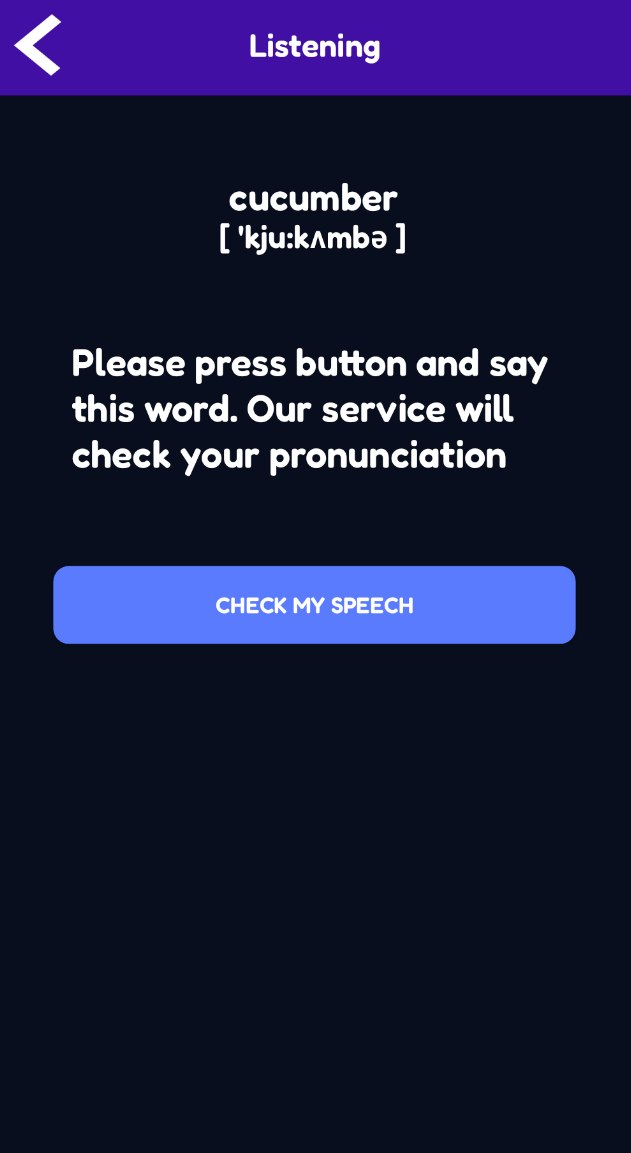 Listening
cucumber
[ 'kju:kʌmbə ]
Please press button and say
this word. Our service will
check your pronunciation
CHECK MY SPEECH